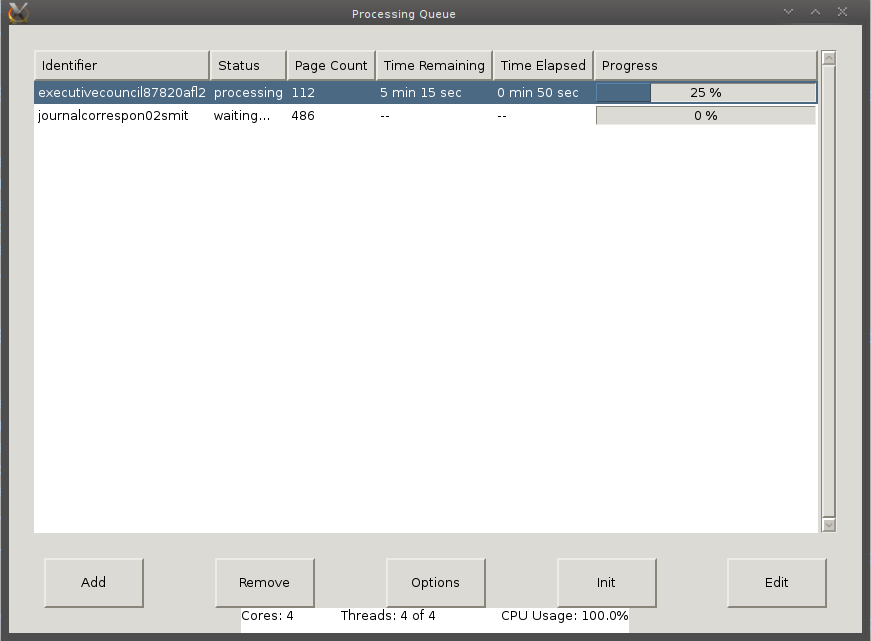 Processing Queue
Identifier Status Page Count Time Remaining Time Elapsed Progress
executivecouncil87820afl2 processing 112 5 min 15 sec 0 min 50 sec 25 %
journalcorrespon02smit waiting... 486 -- -- 0 %
Add Remove Options Init Edit
Cores: 4 Threads: 4 of 4 CPU Usage: 100.0%